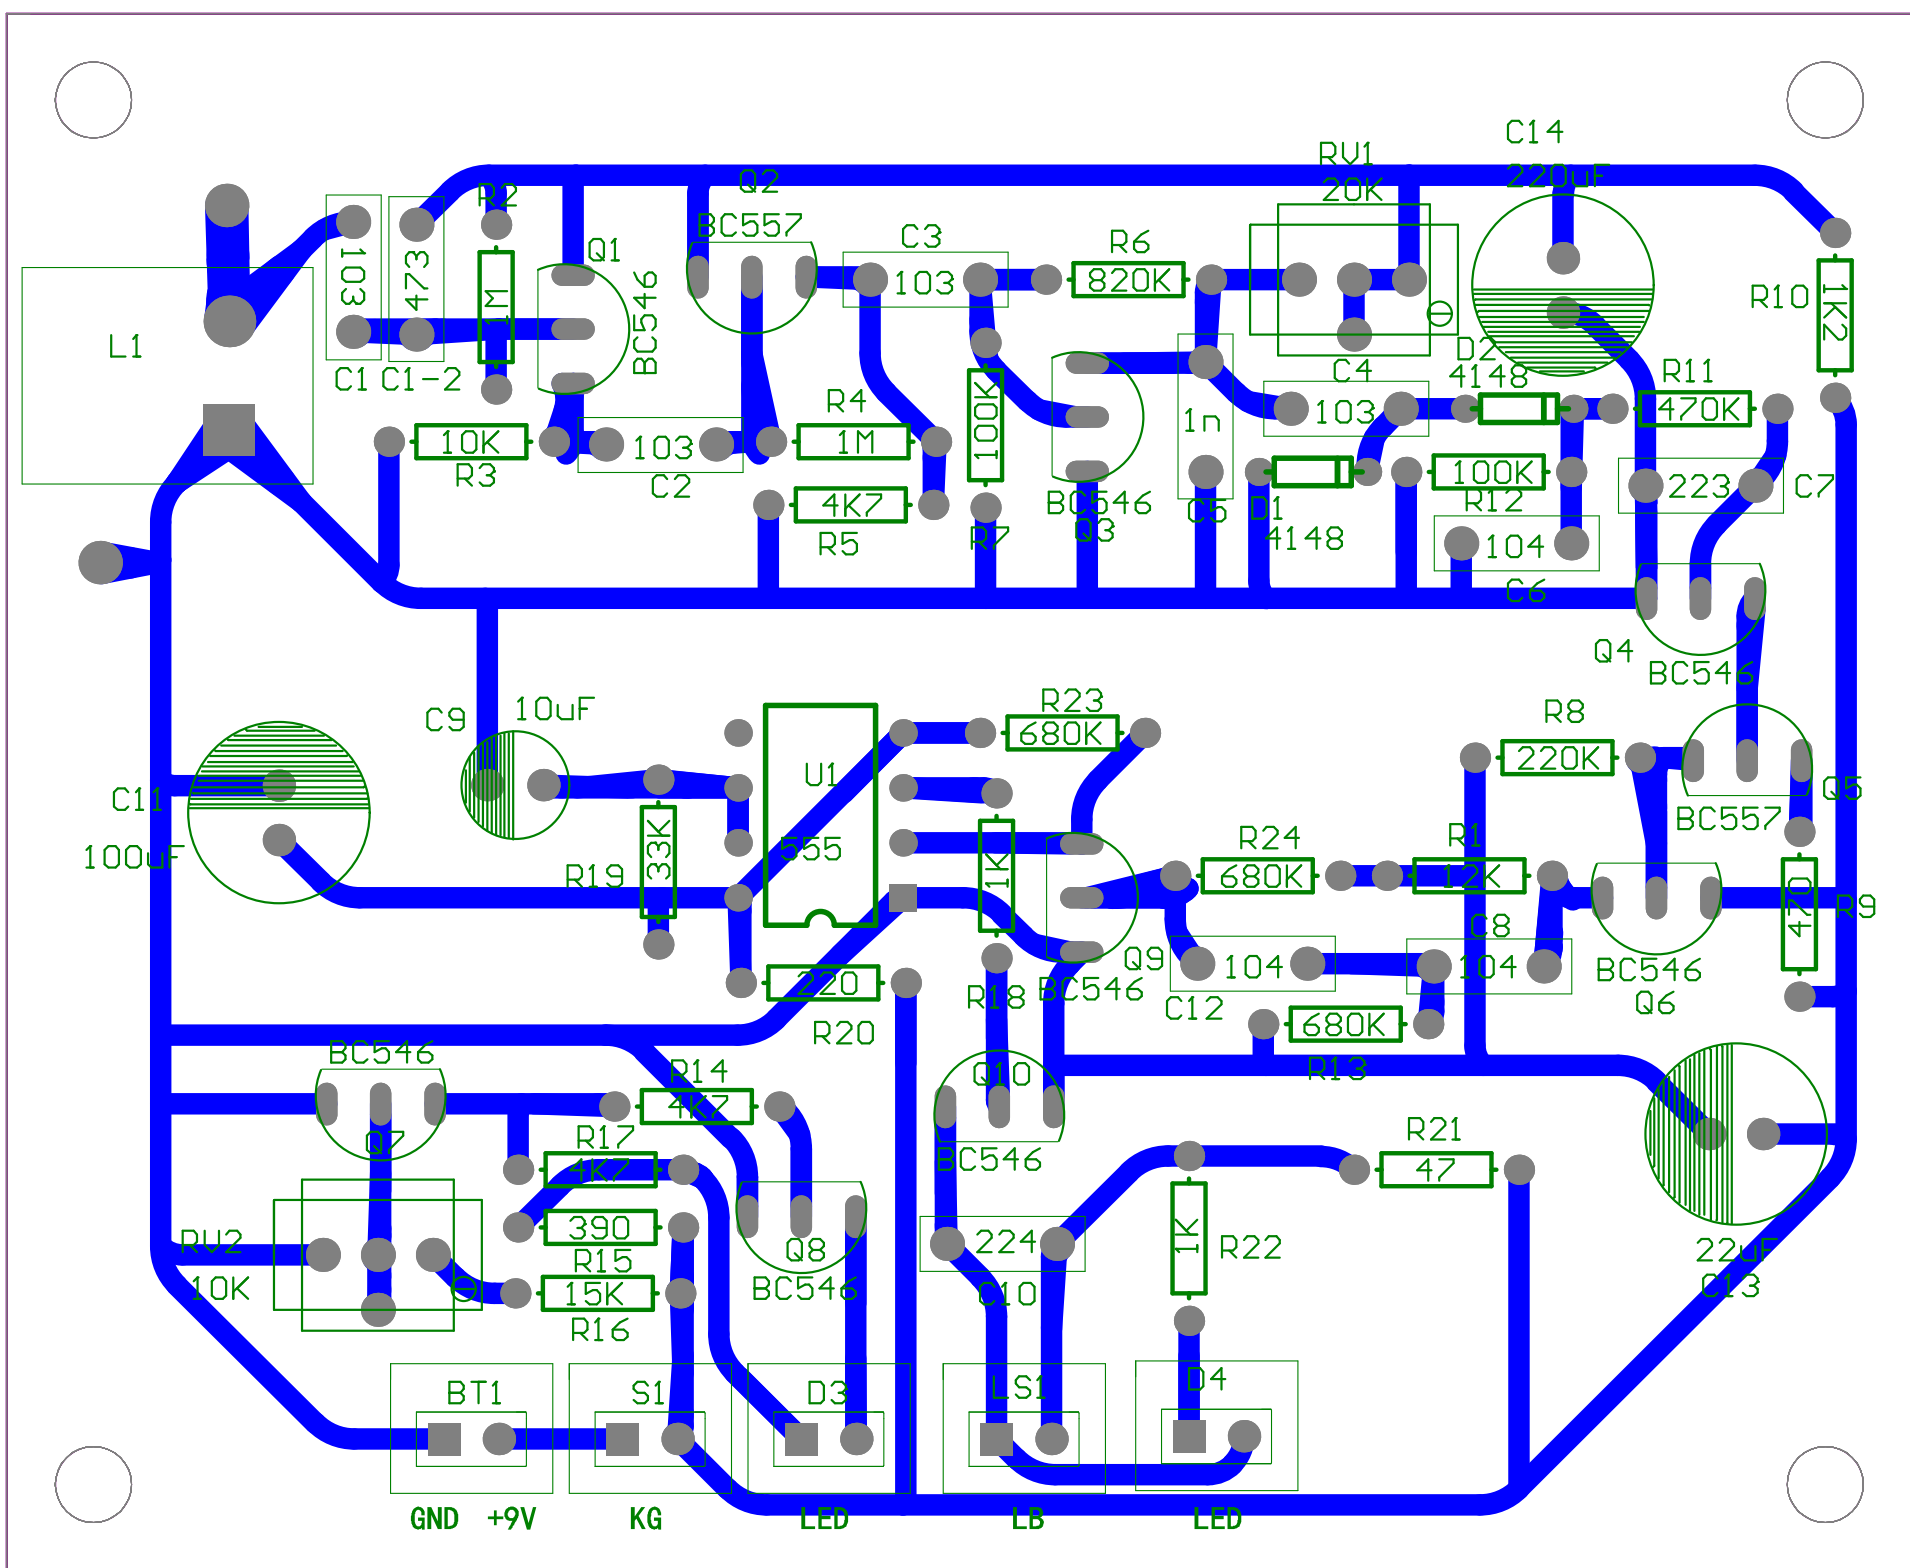 C14
RV1
220uF
20K
Q2
R2
BC557
C3
R6
Q1
103
473
103
820K
BC546
1M
R10
1K2
L1
D2
C1
C1-2
C4
4148
R11
R4
103
470K
1n
10K
103
1M
100K
R3
C2
100K
223
C7
4K7
BC546
C5
D1
R12
R5
R7
Q3
4148
104
C6
Q4
BC546
C9
10uF
R23
R8
680K
220K
U1
C11
Q5
BC557
100uF
555
33K
R24
R1
R19
1K
680K
12K
470
R9
C8
Q9
104
104
BC546
220
R18
BC546
C12
Q6
R20
680K
BC546
R14
Q10
R13
4K7
Q7
R17
R21
4K7
BC546
47
390
224
1K
RV2
Q8
R22
22uF
R15
10K
15K
BC546
C10
C13
R16
BT1
S1
D3
LS1
D4
GND +9V
KG
LED
LB
LED